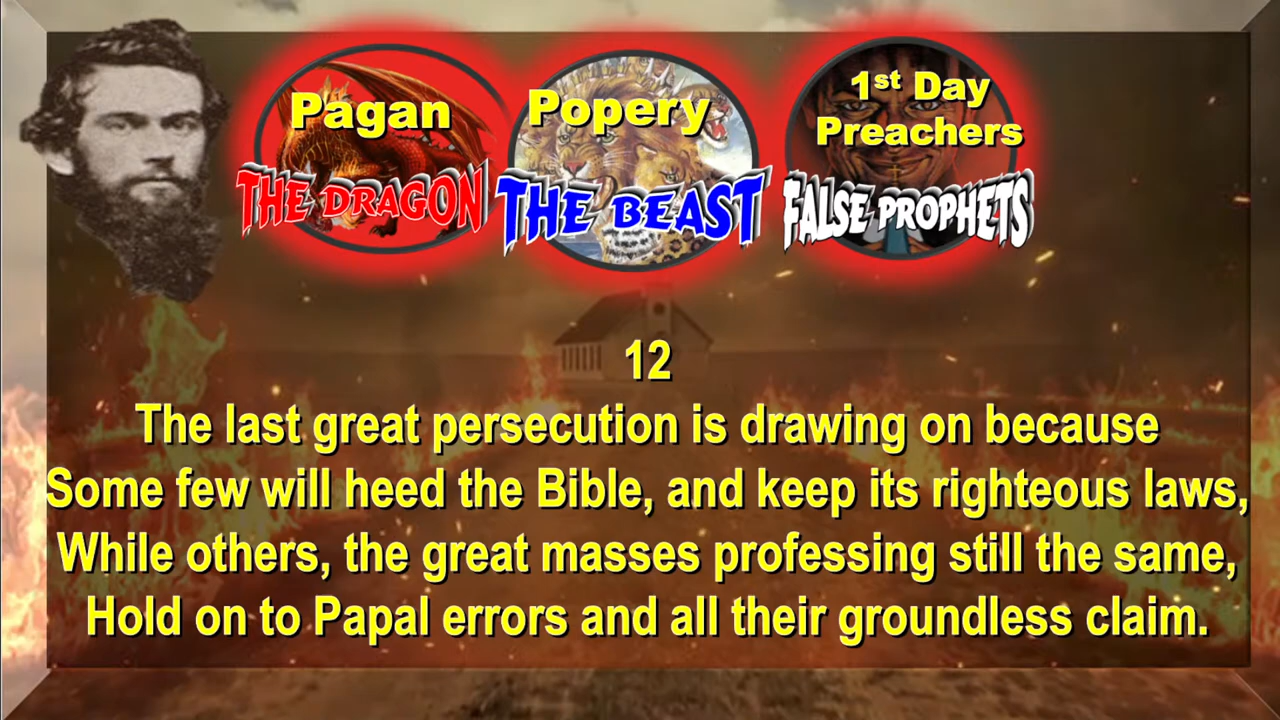 Pagan
THE DRAGON
Popery
THE BEAST
1st Day
Preachers
FALSE PROPHETS
12
The last great persecution is drawing on because
Some few will heed the Bible, and keep its righteous laws,
While others, the great masses professing still the same,
Hold on to Papal errors and all their groundless claim.